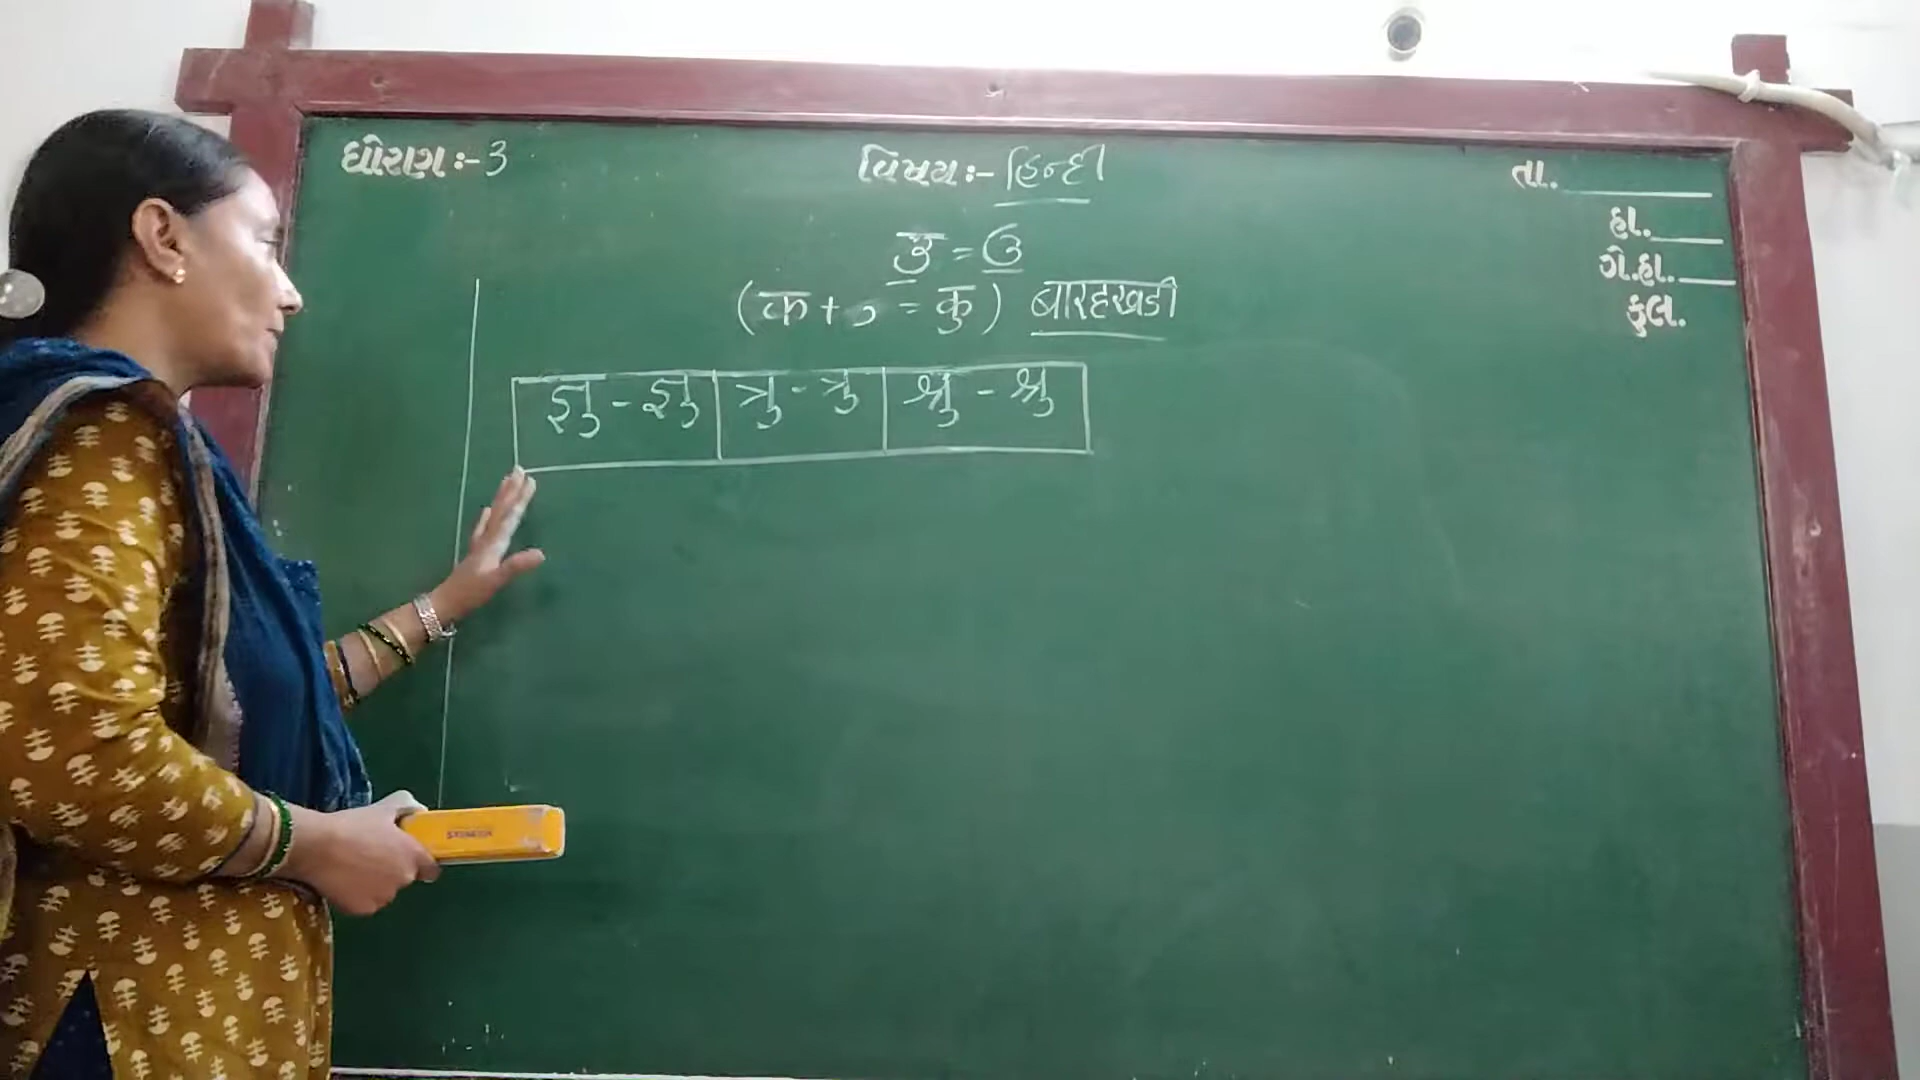 ધોરણ :- 3
વિષય :- હિન્દી
તા.
હા.
ગે.હા.
કુલ.
उ = ઉ
(क + ु = कु) बारहखडी
ज्ञु - ज्ञु त्रु - त्रु श्रु - श्रु